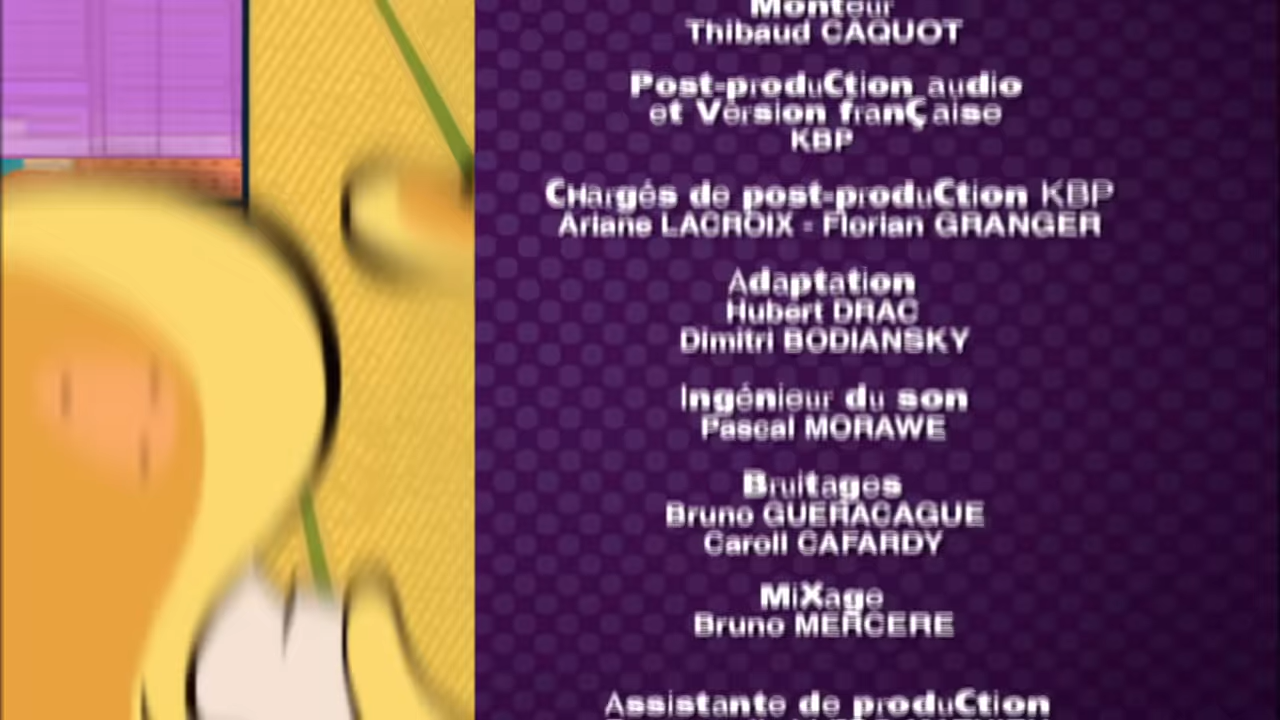 Monteur
Thibaud CAQUOT
Post-produCtion audio
et Version franÇaise
KBP
CHargés de post-produCtion KBP
Ariane LACROIX - Florian GRANGER
Adaptation
Hubert DRAC
Dimitri BODIANSKY
Ingénieur du son
Pascal MORAWE
Bruitages
Bruno GUERACAGUE
Caroll CAFARDY
MiXage
Bruno MERCERE
Assistante de produCtion